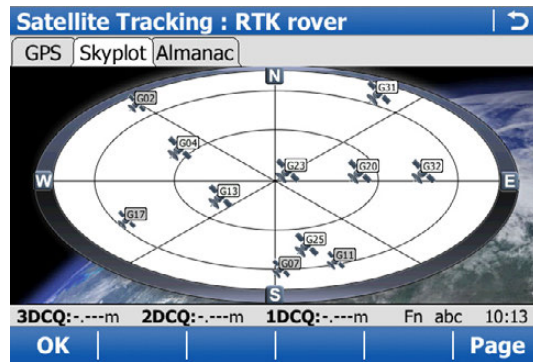 Satellite Tracking : RTK rover
GPS Skyplot Almanac
N
G31
G02
G04
G23 G20 G32
W E
G13
G17
G25
G07 G11
S
3DCQ:-.---m 2DCQ:-.---m 1DCQ:-.---m Fn abc 10:13
OK Page